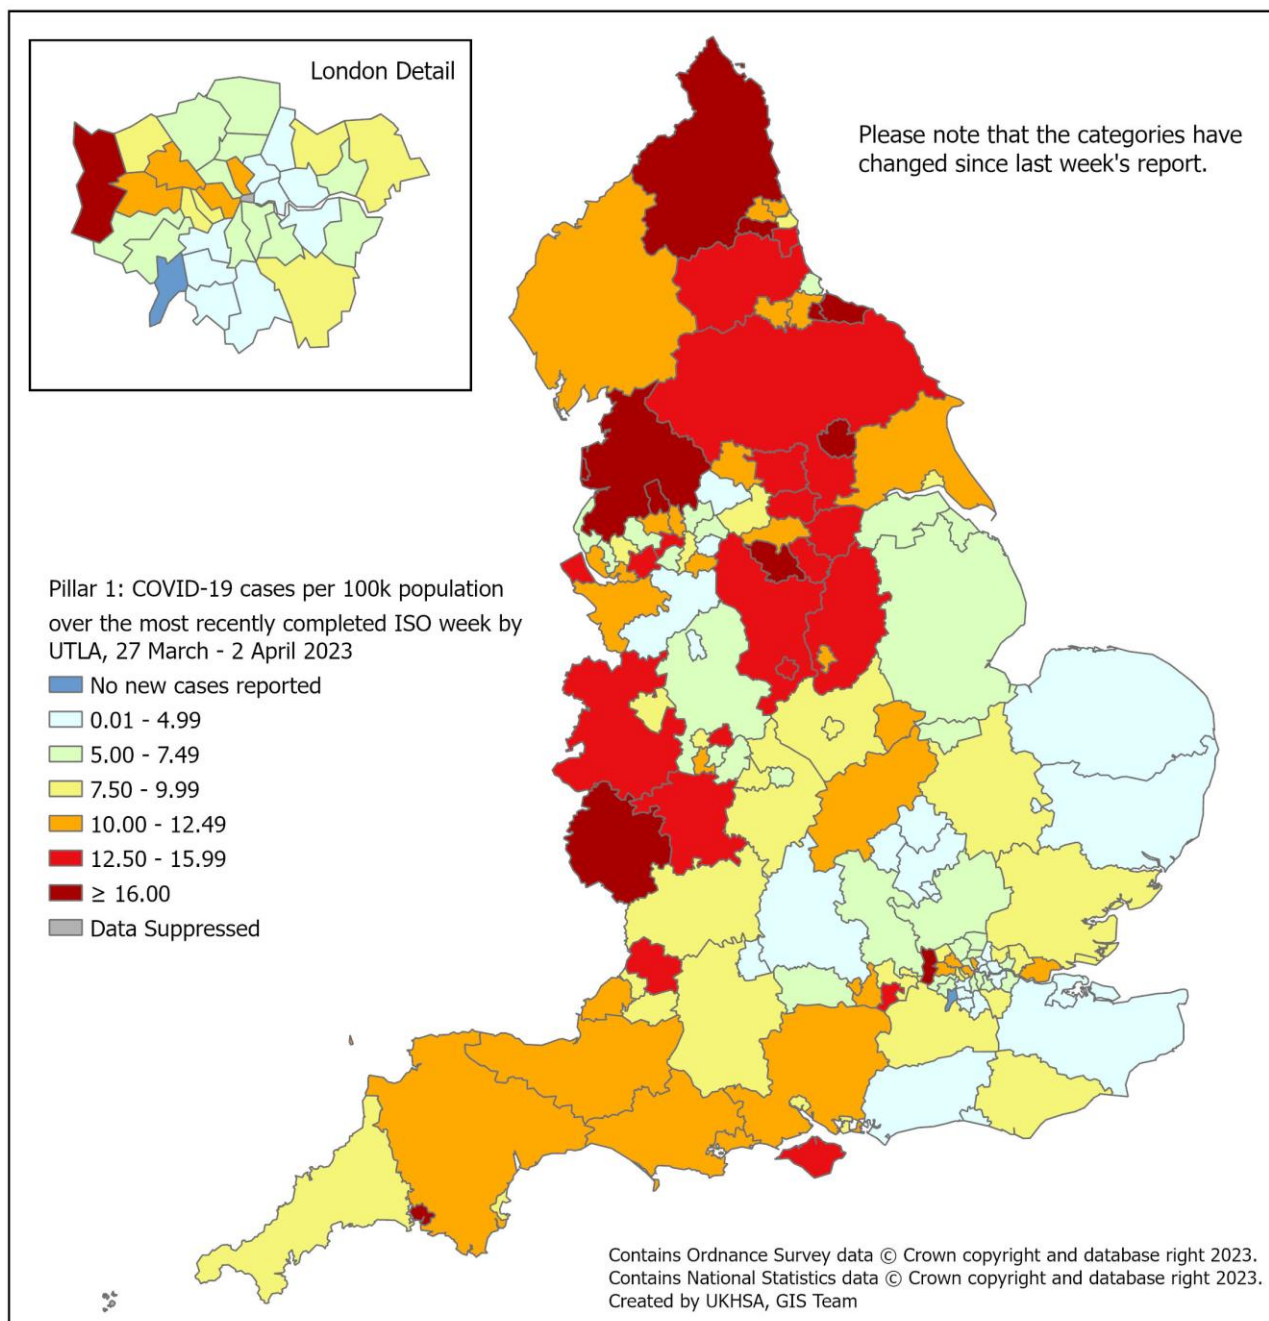 London Detail
Please note that the categories have
changed since last week's report.
Pillar 1: COVID-19 cases per 100k population
over the most recently completed ISO week by
UTLA, 27 March - 2 April 2023
No new cases reported
0.01 - 4.99
5.00 - 7.49
7.50 - 9.99
10.00 - 12.49
12.50 - 15.99
≥ 16.00
Data Suppressed
Contains Ordnance Survey data © Crown copyright and database right 2023.
Contains National Statistics data © Crown copyright and database right 2023.
Created by UKHSA, GIS Team